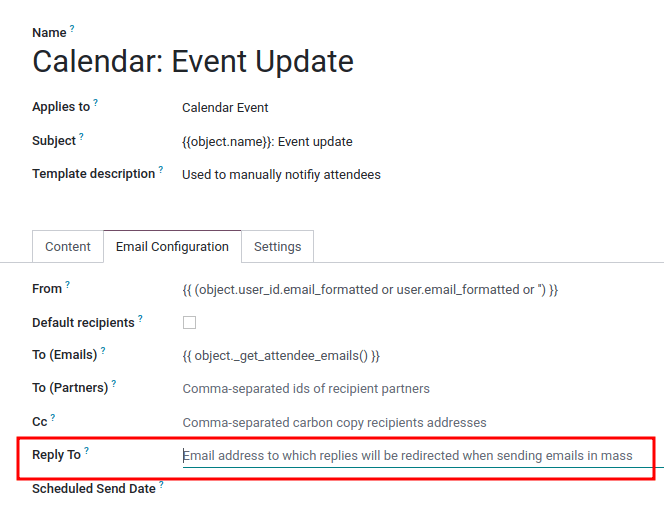 Name ?
Calendar: Event Update
Applies to ? Calendar Event
Subject ? {{object.name}}: Event update
Template description ? Used to manually notifiy attendees
Content Email Configuration Settings
From ? {{ (object.user_id.email_formatted or user.email_formatted or '') }}
Default recipients ?
To (Emails) ? {{ object._get_attendee_emails() }}
To (Partners) ? Comma-separated ids of recipient partners
Cc ? Comma-separated carbon copy recipients addresses
Reply To ? Email address to which replies will be redirected when sending emails in mass
Scheduled Send Date ?